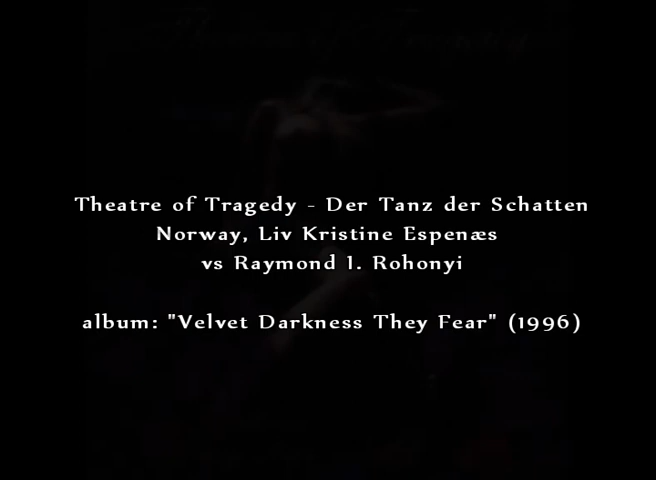 Theatre of Tragedy - Der Tanz der Schatten
Norway, Liv Kristine Espenæs
vs Raymond I. Rohonyi
album: "Velvet Darkness They Fear" (1996)